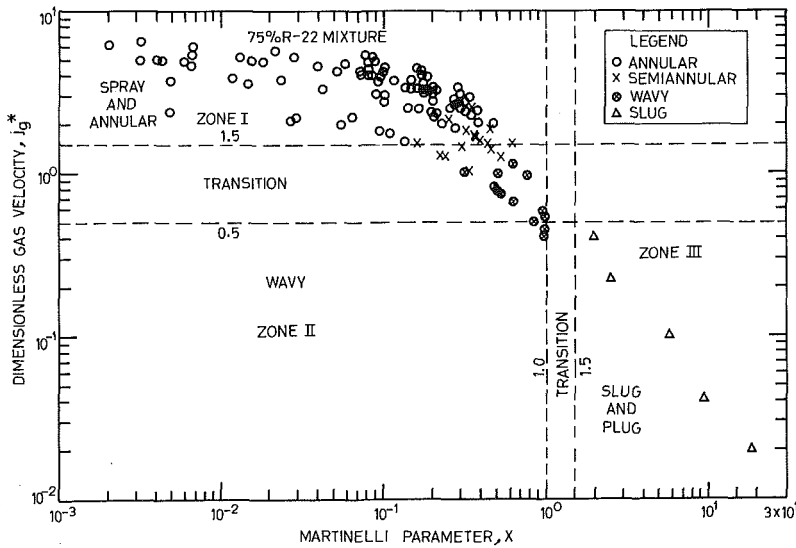 75%R-22 MIXTURE
LEGEND
ANNULAR
SEMIANNULAR
WAVY
SLUG
SPRAY
AND
ANNULAR
ZONE I
1.5
TRANSITION
0.5
WAVY
ZONE II
ZONE III
1.0
TRANSITION
1.5
SLUG
AND
PLUG
DIMENSIONLESS GAS VELOCITY, jg*
10¹
10⁰
10⁻¹
10⁻²
10⁻³
10⁻²
10⁻¹
10⁰
10¹
3x10¹
MARTINELLI PARAMETER, X